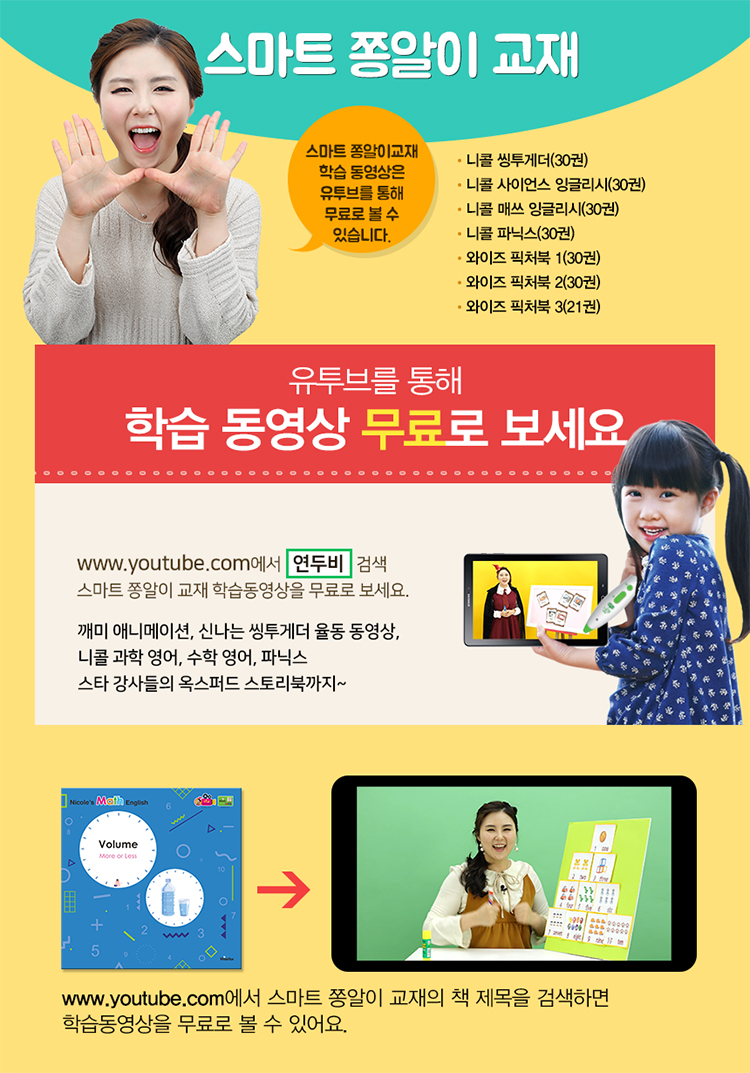 스마트 쫑알이 교재
스마트 쫑알이교재
학습 동영상은
유투브를 통해
무료로 볼 수
있습니다.
· 니콜 씽투게더(30권)
· 니콜 사이언스 잉글리시(30권)
· 니콜 매쓰 잉글리시(30권)
· 니콜 파닉스(30권)
· 와이즈 픽처북 1(30권)
· 와이즈 픽처북 2(30권)
· 와이즈 픽처북 3(21권)
유투브를 통해
학습 동영상 무료로 보세요
www.youtube.com에서 연두비 검색
스마트 쫑알이 교재 학습동영상을 무료로 보세요.
깨미 애니메이션, 신나는 씽투게더 율동 동영상,
니콜 과학 영어, 수학 영어, 파닉스
스타 강사들의 옥스퍼드 스토리북까지~
Nicole's Math English
Volume
More or Less
www.youtube.com에서 스마트 쫑알이 교재의 책 제목을 검색하면
학습동영상을 무료로 볼 수 있어요.